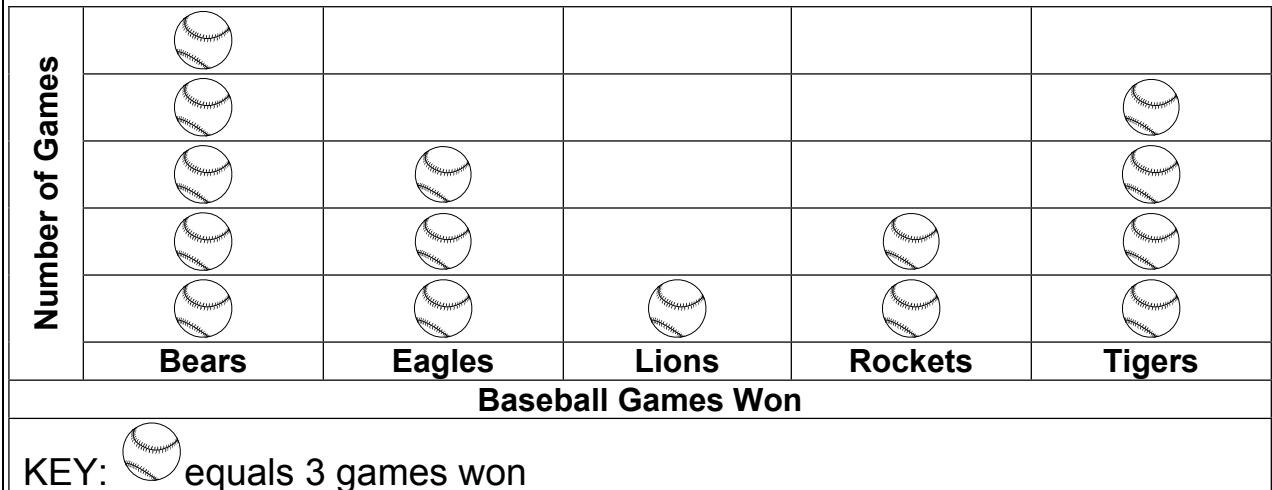 Number of Games
Bears Eagles Lions Rockets Tigers
Baseball Games Won
KEY: equals 3 games won